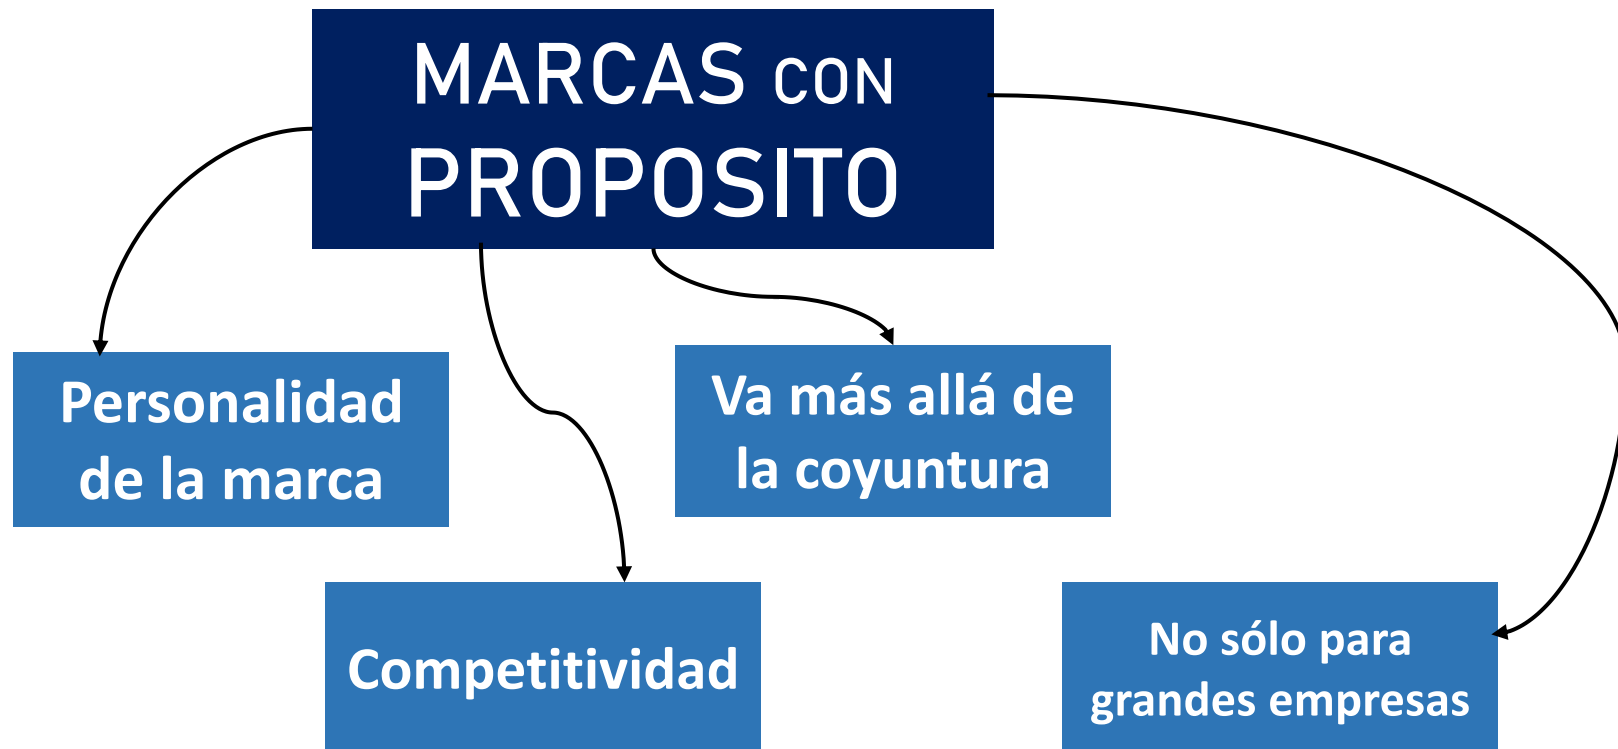 MARCAS CON
PROPOSITO
Personalidad
de la marca
Va más allá de
la coyuntura
Competitividad
No sólo para
grandes empresas